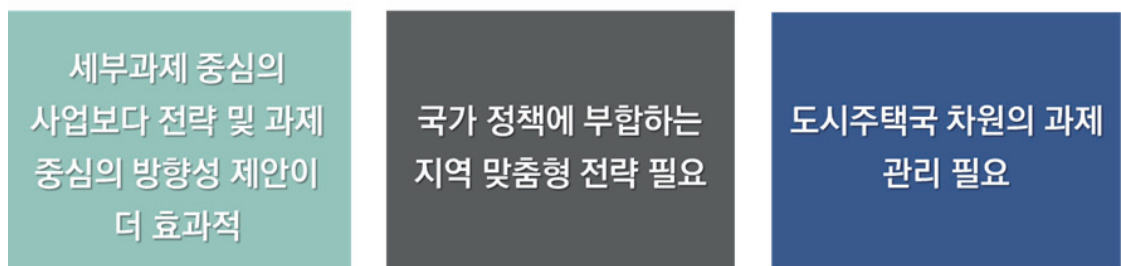 세부과제 중심의
사업보다 전략 및 과제
중심의 방향성 제안이
더 효과적
국가 정책에 부합하는
지역 맞춤형 전략 필요
도시주택국 차원의 과제
관리 필요